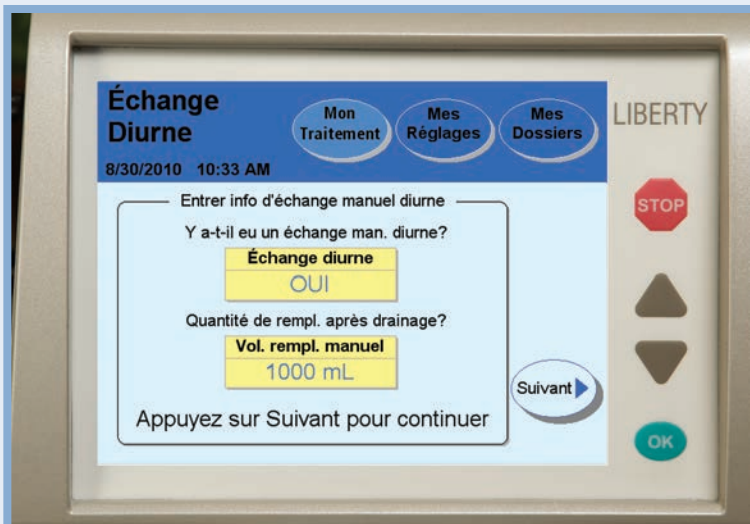 Échange
Diurne
8/30/2010 10:33 AM
Mon
Traitement
Mes
Réglages
Mes
Dossiers
LIBERTY
STOP
Entrer info d'échange manuel diurne
Y a-t-il eu un échange man. diurne?
Échange diurne
OUI
Quantité de rempl. après drainage?
Vol. rempl. manuel
1000 mL
Suivant
Appuyez sur Suivant pour continuer
OK